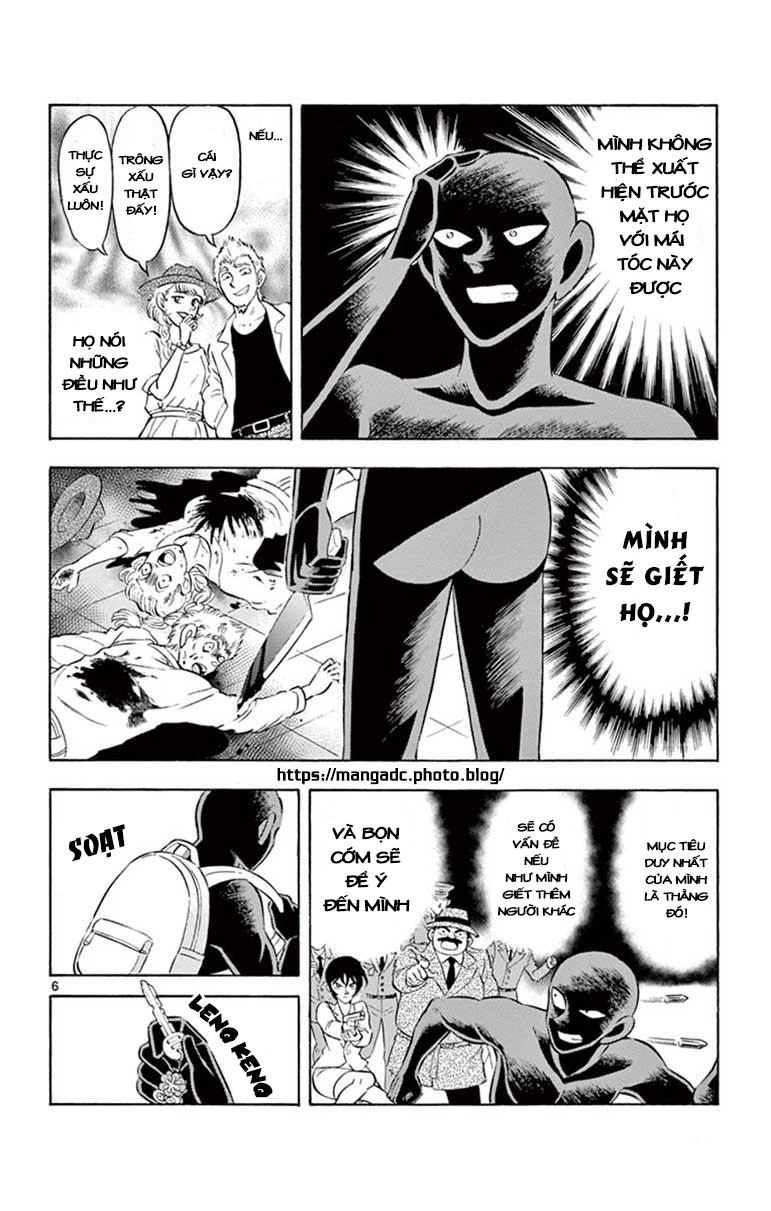 MÌNH KHÔNG
THỂ XUẤT
HIỆN TRƯỚC
MẶT HỌ
VỚI MÁI
TÓC NÀY
ĐƯỢC
NẾU...
CÁI
GÌ VẬY?
TRÔNG
XẤU
THẬT
ĐẤY!
THỰC
SỰ
XẤU
LUÔN!
HỌ NÓI
NHỮNG
ĐIỀU NHƯ
THẾ...?
MÌNH
SẼ GIẾT
HỌ,,,!
https://mangadc.photo.blog/
MỤC TIÊU
DUY NHẤT
CỦA MÌNH
LÀ THẰNG
ĐÓ!
SẼ CÓ
VẤN ĐỀ
NẾU
NHƯ MÌNH
GIẾT THÊM
NGƯỜI KHÁC
VÀ BỌN
CỚM SẼ
ĐỂ Ý
ĐẾN MÌNH
SOẠT
6
LENG KENG